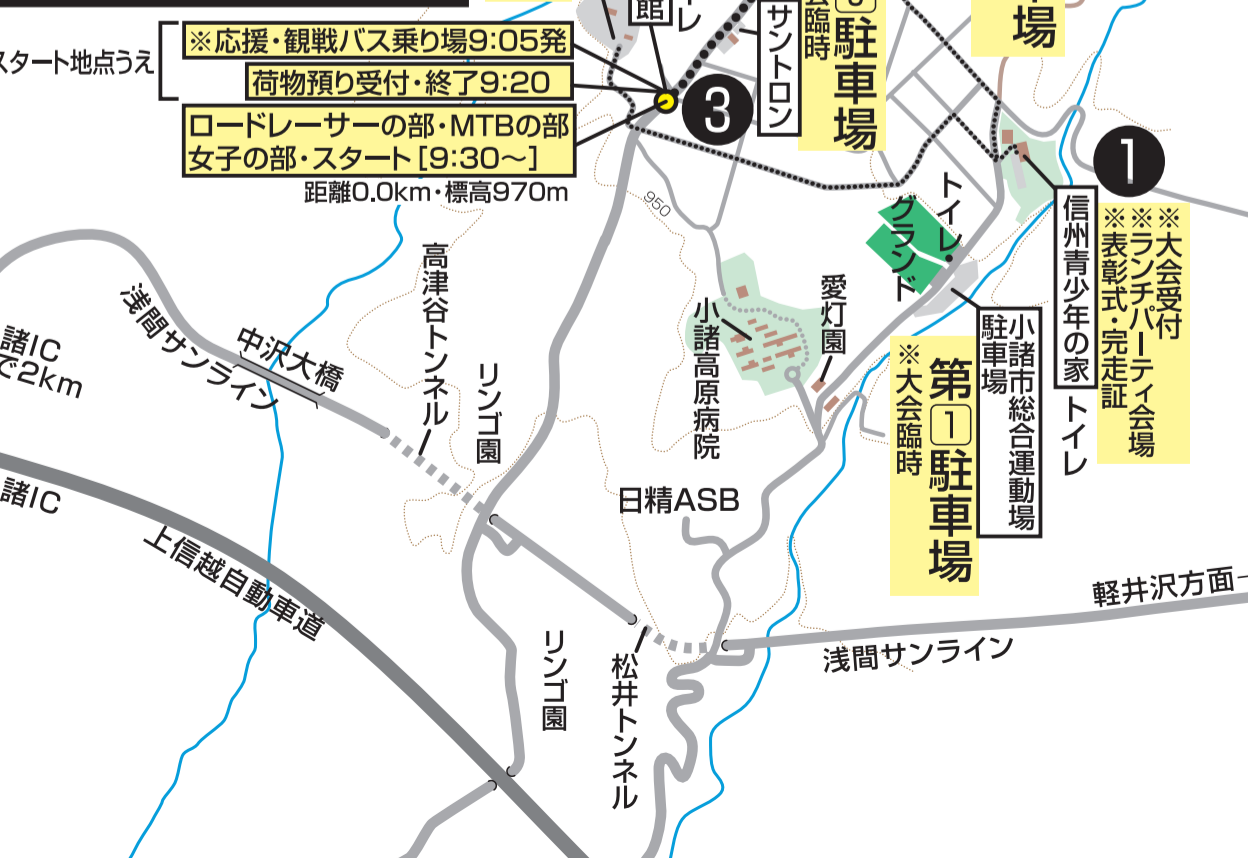 スタート地点うえ
※応援・観戦バス乗り場9:05発
荷物預り受付・終了9:20
ロードレーサーの部・MTBの部
女子の部・スタート[9:30〜]
距離0.0km・標高970m
館
トレ
サントロン
会臨時
駐車場
車場
3
1
950
※大会受付
※ランチパーティ会場
※表彰式・完走証
信州青少年の家
トイレ
トイレ・
グランド
小諸市総合運動場
駐車場
第1駐車場
※大会臨時
愛灯園
小諸高原病院
高津谷トンネル
リンゴ園
中沢大橋
浅間サンライン
諸IC
で2km
諸IC
上信越自動車道
日精ASB
リンゴ園
松井トンネル
浅間サンライン
軽井沢方面